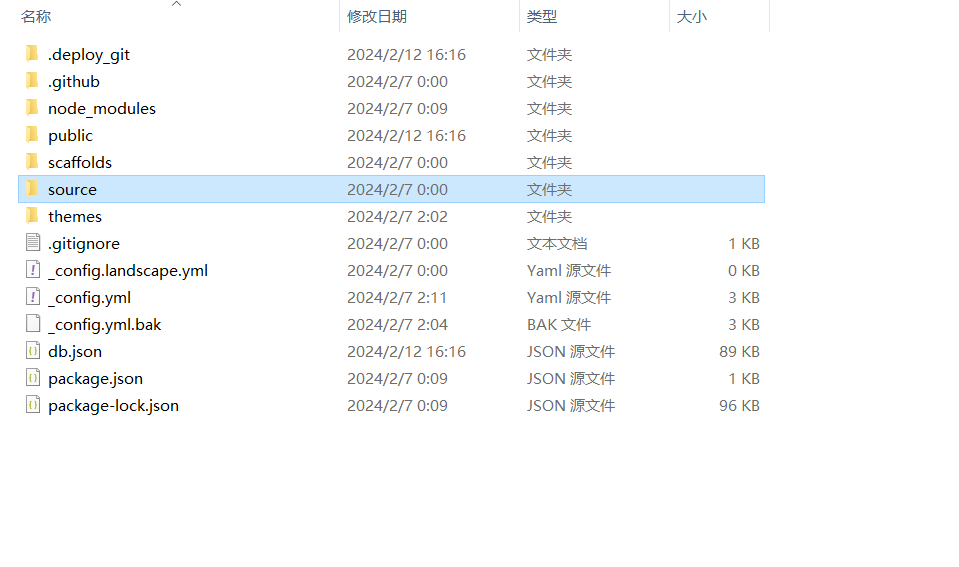 名称 修改日期 类型 大小
.deploy_git 2024/2/12 16:16 文件夹
.github 2024/2/7 0:00 文件夹
node_modules 2024/2/7 0:09 文件夹
public 2024/2/12 16:16 文件夹
scaffolds 2024/2/7 0:00 文件夹
source 2024/2/7 0:00 文件夹
themes 2024/2/7 2:02 文件夹
.gitignore 2024/2/7 0:00 文本文档 1 KB
_config.landscape.yml 2024/2/7 0:00 Yaml 源文件 0 KB
_config.yml 2024/2/7 2:11 Yaml 源文件 3 KB
_config.yml.bak 2024/2/7 2:04 BAK 文件 3 KB
db.json 2024/2/12 16:16 JSON 源文件 89 KB
package.json 2024/2/7 0:09 JSON 源文件 1 KB
package-lock.json 2024/2/7 0:09 JSON 源文件 96 KB